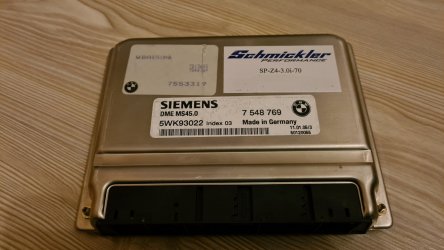 Schmickler
PERFORMANCE
SP-Z4-3.0i-70
7553319
SIEMENS
DME MS45.0
7 548 769
5WK93022 Index 03
Made in Germany